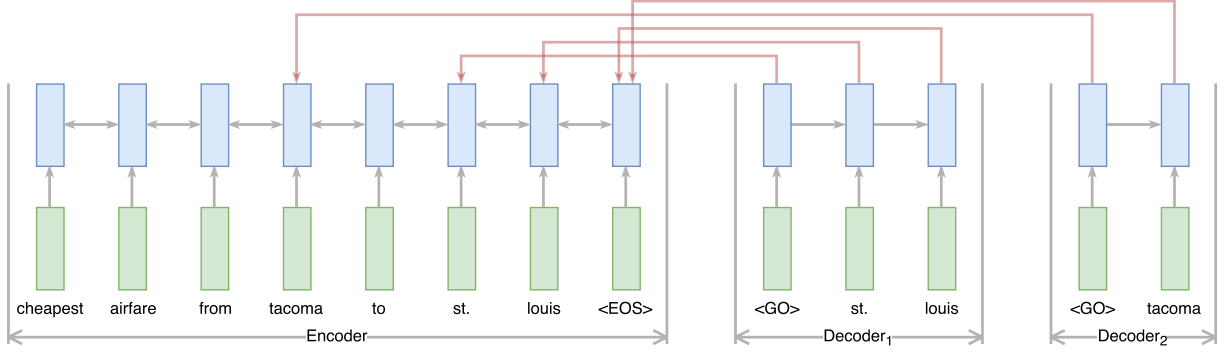 cheapest airfare from tacoma to st. louis <EOS> <GO> st. louis <GO> tacoma
Encoder Decoder1 Decoder2